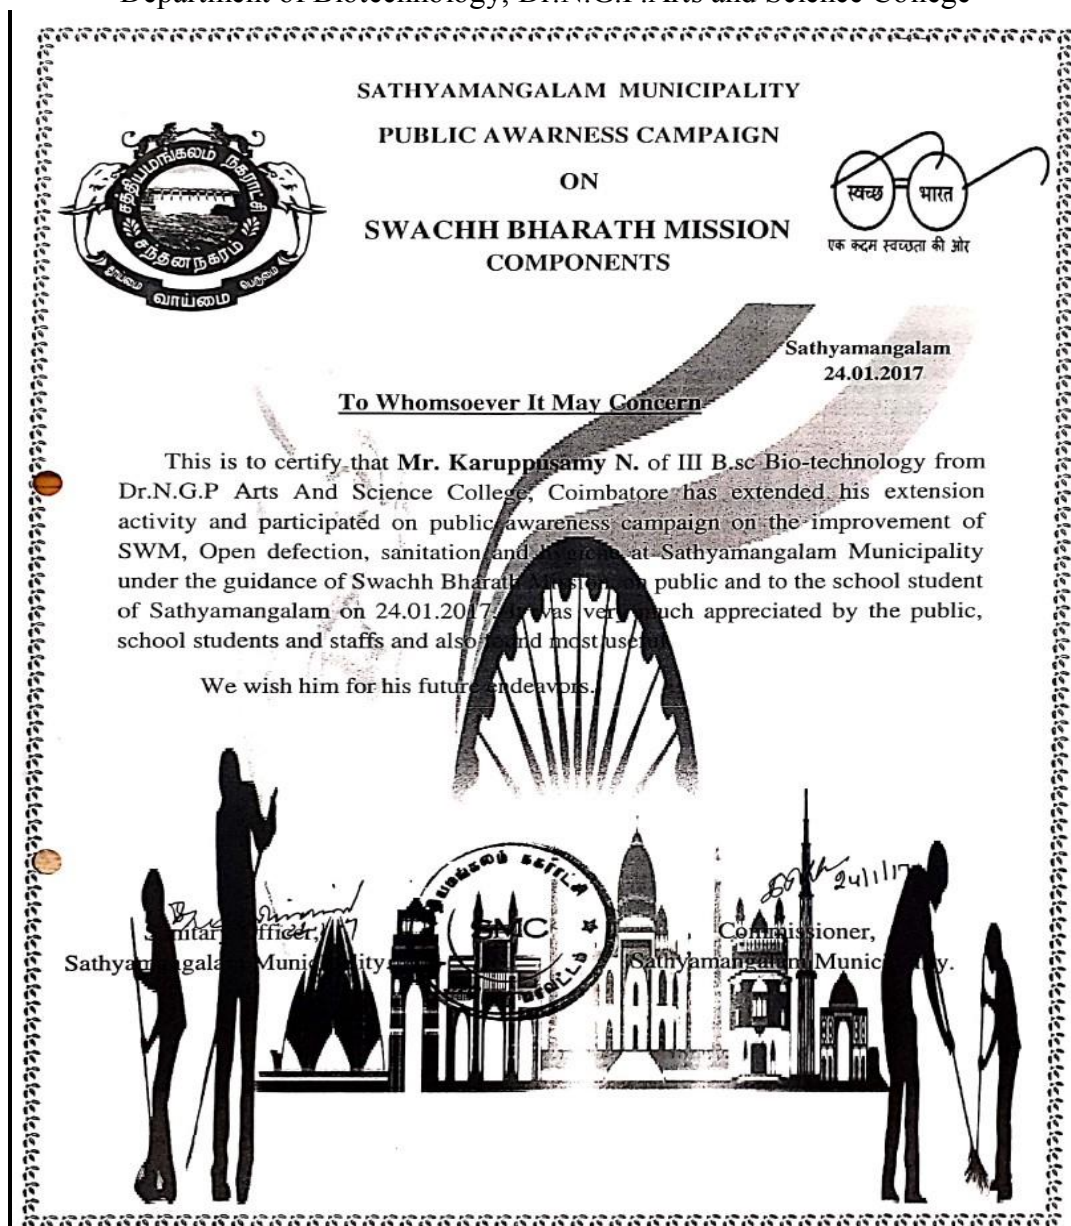 Department of Biotechnology, Dr.N.G.P.Arts and Science College
SATHYAMANGALAM MUNICIPALITY
PUBLIC AWARNESS CAMPAIGN
ON
SWACHH BHARATH MISSION
COMPONENTS
சத்தியமங்கலம் நகராட்சி
சந்தனநகரம்
தூய்மை வாய்மை பெருமை
स्वच्छ भारत
एक कदम स्वच्छता की ओर
Sathyamangalam
24.01.2017
To Whomsoever It May Concern
This is to certify that Mr. Karuppusamy N. of III B.sc Bio-technology from
Dr.N.G.P Arts And Science College, Coimbatore has extended his extension
activity and participated on public awareness campaign on the improvement of
SWM, Open defection, sanitation and hygiene at Sathyamangalam Municipality
under the guidance of Swachh Bharath Mission, on public and to the school student
of Sathyamangalam on 24.01.2017. It was very much appreciated by the public,
school students and staffs and also found most useful.
We wish him for his future endeavors.
SMC
24/1/17
Sanitary Officer,
Commissioner,
Sathyamangalam Municipality.
Sathyamangalam Municipality.